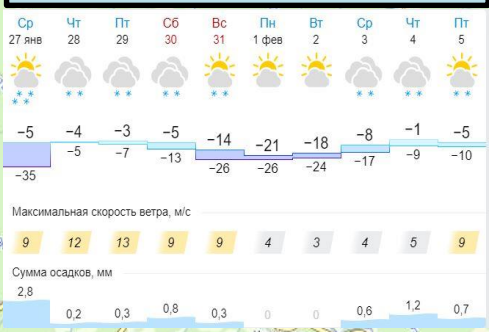 Ср Чт Пт Сб Вс Пн Вт Ср Чт Пт
27 янв 28 29 30 31 1 фев 2 3 4 5
−5 −4 −3 −5 −14 −21 −18 −8 −1 −5
−35 −5 −7 −13 −26 −26 −24 −17 −9 −10
Максимальная скорость ветра, м/с
9 12 13 9 9 4 3 4 5 9
Сумма осадков, мм
2,8 0,2 0,3 0,8 0,3 0 0 0,6 1,2 0,7